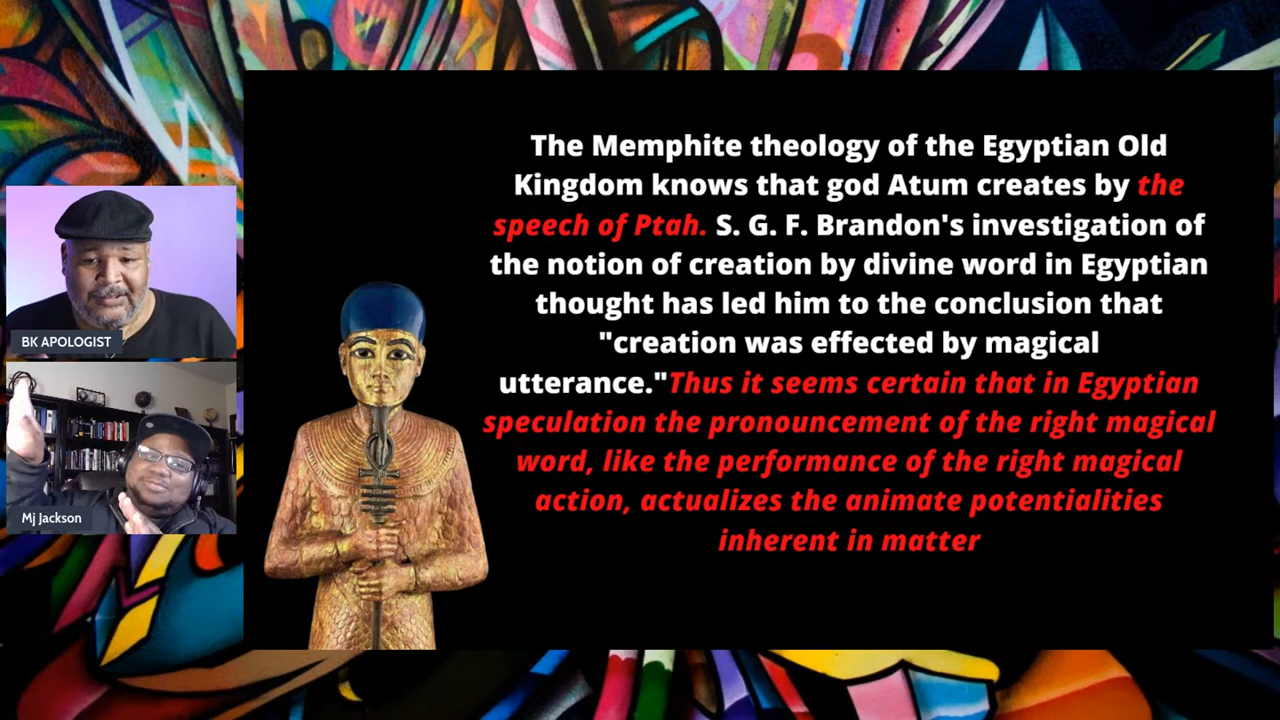 The Memphite theology of the Egyptian Old
Kingdom knows that god Atum creates by the
speech of Ptah. S. G. F. Brandon's investigation of
the notion of creation by divine word in Egyptian
thought has led him to the conclusion that
"creation was effected by magical
utterance."Thus it seems certain that in Egyptian
speculation the pronouncement of the right magical
word, like the performance of the right magical
action, actualizes the animate potentialities
inherent in matter
BK APOLOGIST
Mj Jackson